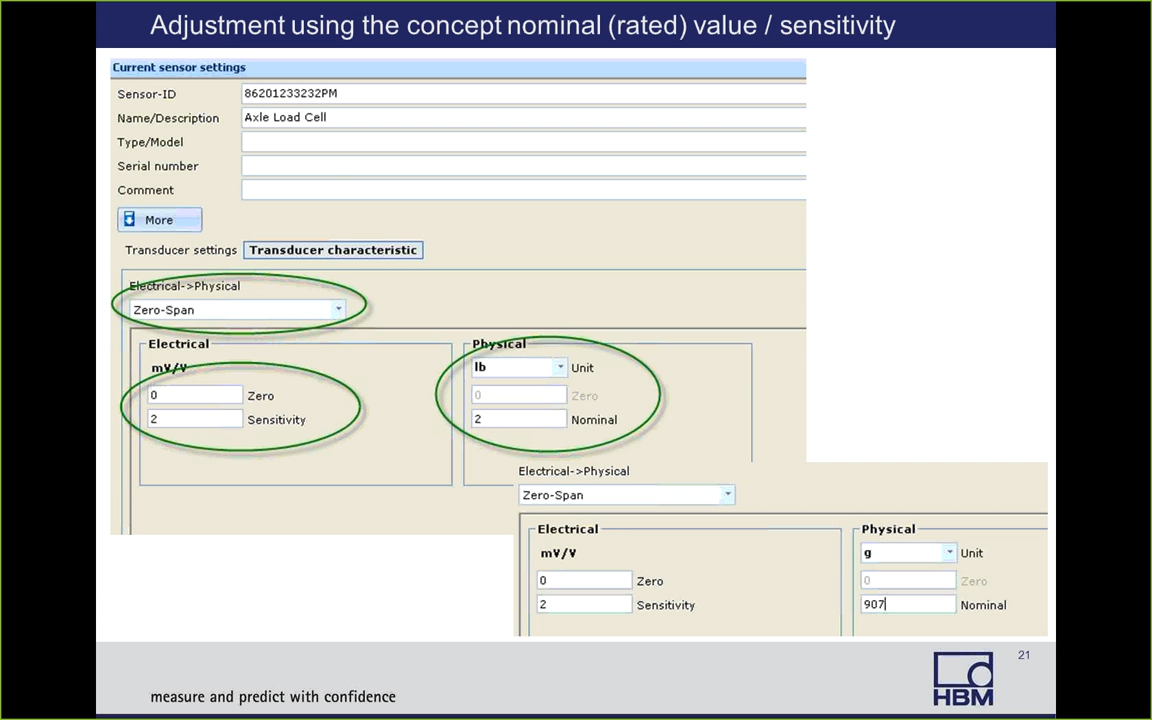 Adjustment using the concept nominal (rated) value / sensitivity
Current sensor settings
Sensor-ID 86201233232PM
Name/Description Axle Load Cell
Type/Model
Serial number
Comment
More
Transducer settings Transducer characteristic
Electrical->Physical
Zero-Span
Electrical Physical
mV/V lb Unit
0 Zero 0 Zero
2 Sensitivity 2 Nominal
Electrical->Physical
Zero-Span
Electrical Physical
mV/V g Unit
0 Zero 0 Zero
2 Sensitivity 907 Nominal
21
measure and predict with confidence
HBM